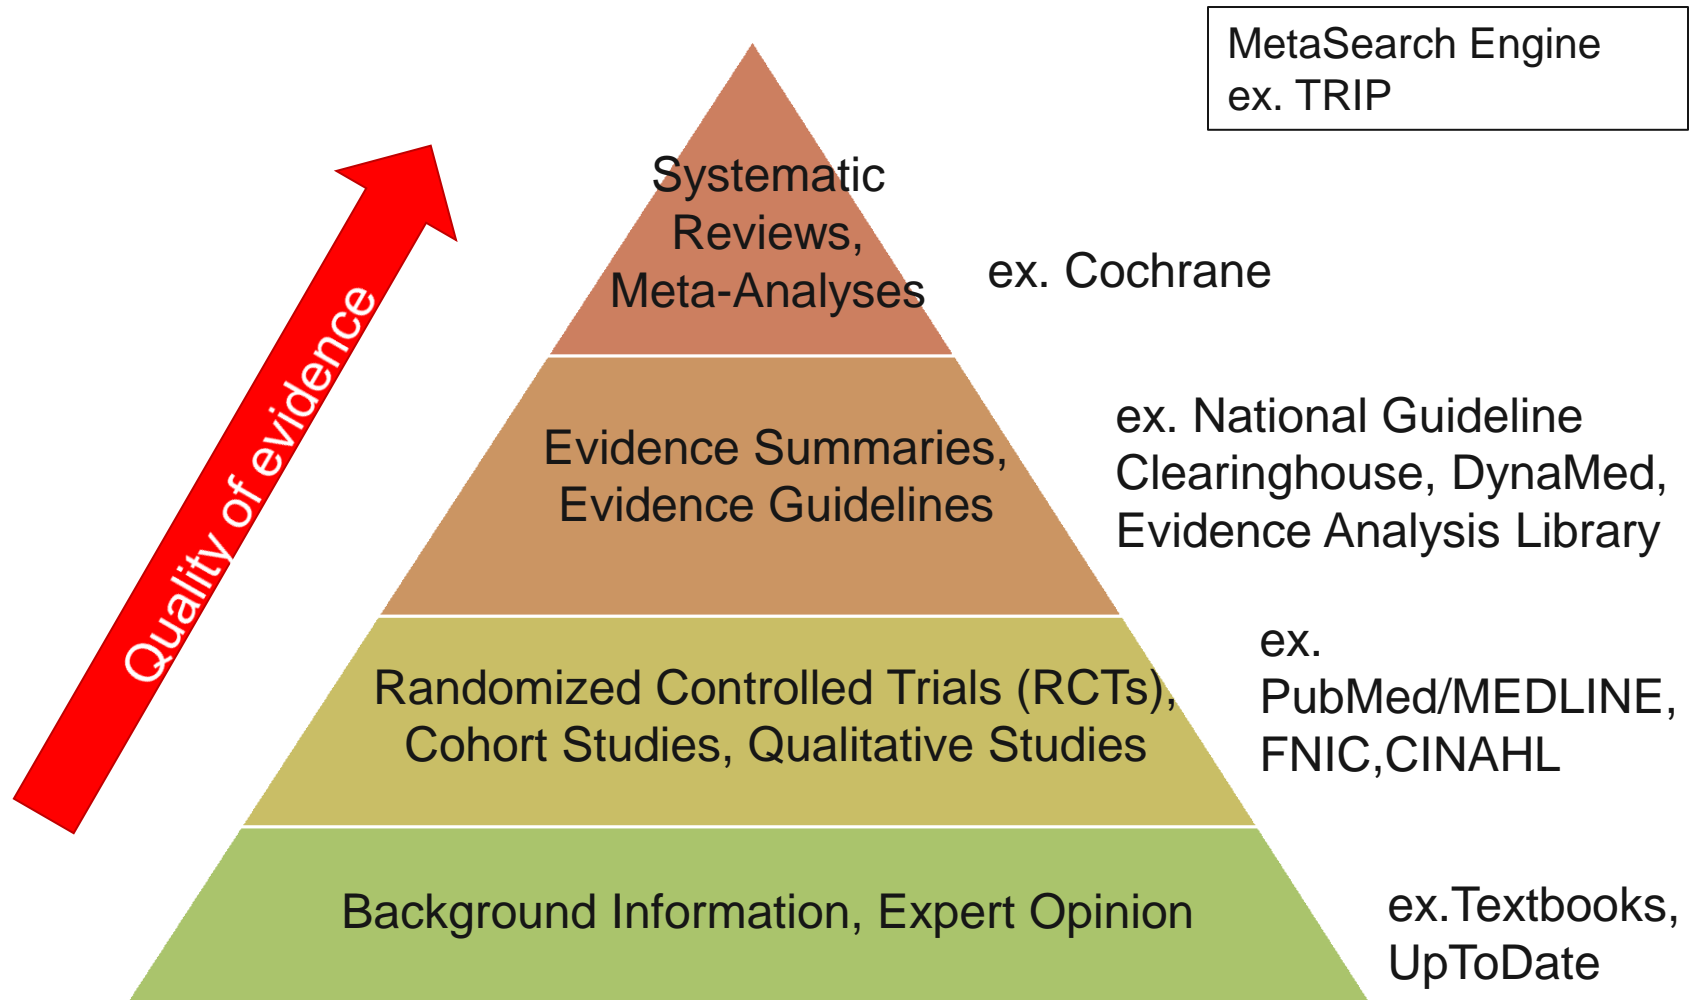 MetaSearch Engine
ex. TRIP
Quality of evidence
Systematic
Reviews,
Meta-Analyses
ex. Cochrane
Evidence Summaries,
Evidence Guidelines
ex. National Guideline
Clearinghouse, DynaMed,
Evidence Analysis Library
Randomized Controlled Trials (RCTs),
Cohort Studies, Qualitative Studies
ex.
PubMed/MEDLINE,
FNIC,CINAHL
Background Information, Expert Opinion
ex.Textbooks,
UpToDate